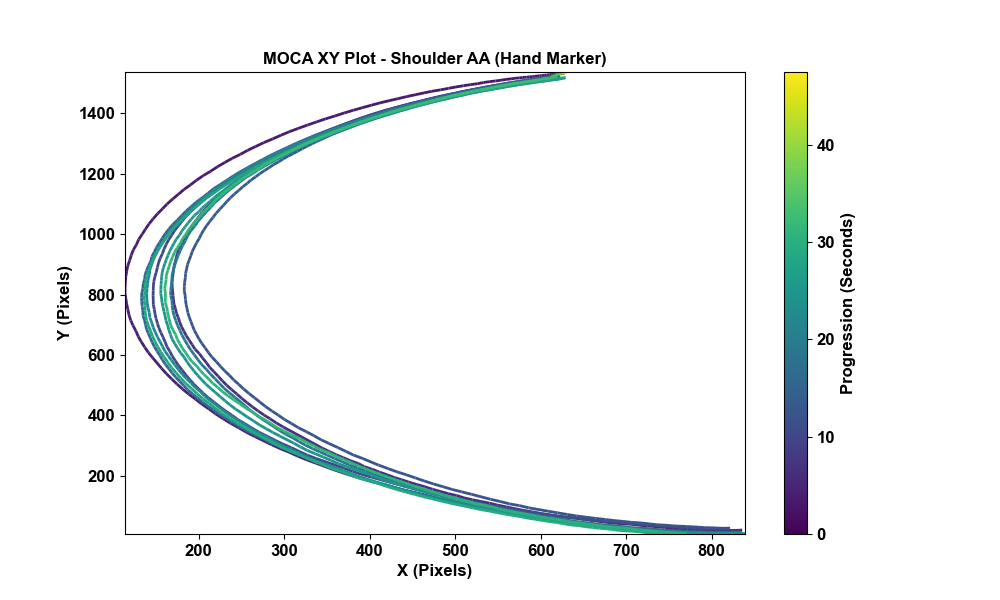 MOCA XY Plot - Shoulder AA (Hand Marker)
1400
1200
1000
800
600
400
200
Y (Pixels)
200 300 400 500 600 700 800
X (Pixels)
40
30
20
10
0
Progression (Seconds)